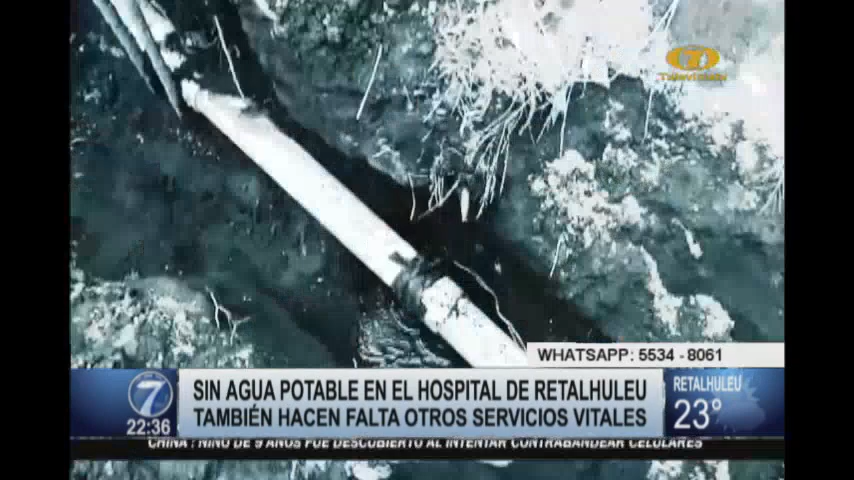 Televisiete
WHATSAPP: 5534 - 8061
SIN AGUA POTABLE EN EL HOSPITAL DE RETALHULEU
TAMBIÉN HACEN FALTA OTROS SERVICIOS VITALES
RETALHULEU
23°
7
22:36
CHINA : NIÑO DE 9 AÑOS FUE DESCUBIERTO AL INTENTAR CONTRABANDEAR CELULARES